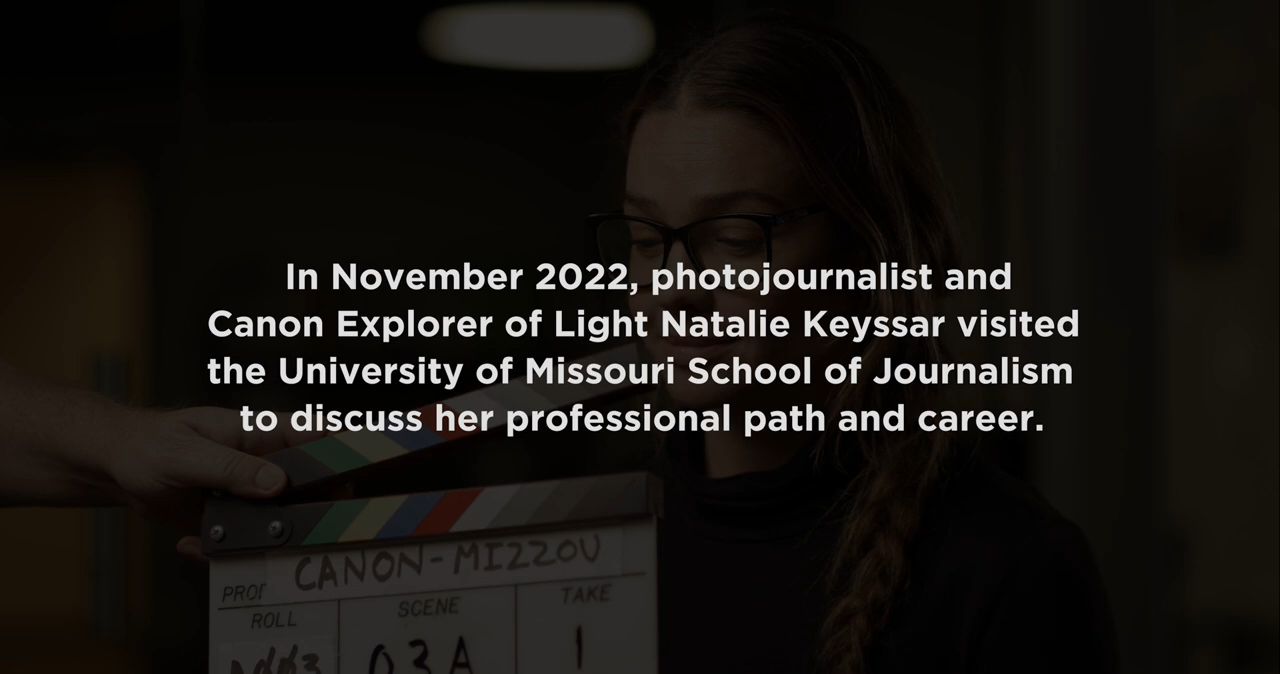 In November 2022, photojournalist and
Canon Explorer of Light Natalie Keyssar visited
the University of Missouri School of Journalism
to discuss her professional path and career.
CANON-MIZZOU
ROLL
SCENE
TAKE
03A
1